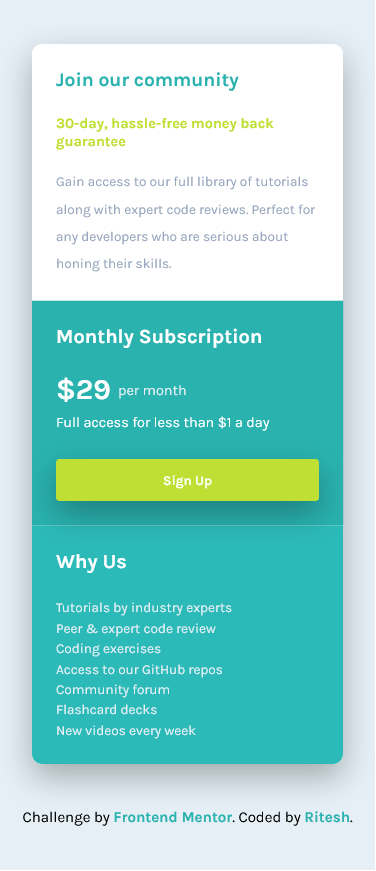 Join our community
30-day, hassle-free money back
guarantee
Gain access to our full library of tutorials
along with expert code reviews. Perfect for
any developers who are serious about
honing their skills.
Monthly Subscription
$29 per month
Full access for less than $1 a day
Sign Up
Why Us
Tutorials by industry experts
Peer & expert code review
Coding exercises
Access to our GitHub repos
Community forum
Flashcard decks
New videos every week
Challenge by Frontend Mentor. Coded by Ritesh.